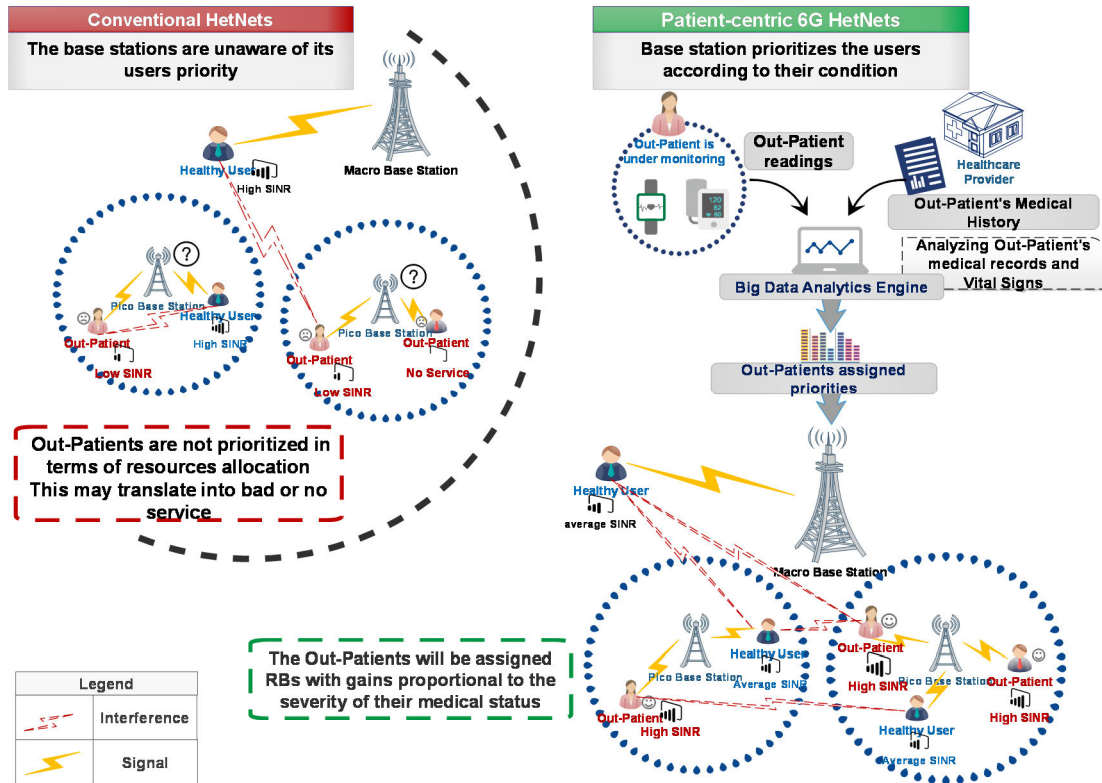 Conventional HetNets
The base stations are unaware of its
users priority
Healthy User
High SINR
Macro Base Station
?
Pico Base Station
Healthy User
High SINR
Out-Patient
Low SINR
?
Pico Base Station
Out-Patient
Low SINR
Out-Patient
No Service
Out-Patients are not prioritized in
terms of resources allocation
This may translate into bad or no
service
Legend
Interference
Signal
Patient-centric 6G HetNets
Base station prioritizes the users
according to their condition
Out-Patient is
under monitoring
120
82
60
Out-Patient
readings
Healthcare
Provider
Out-Patient's Medical
History
Analyzing Out-Patient's
medical records and
Vital Signs
Big Data Analytics Engine
Out-Patients assigned
priorities
Healthy User
average SINR
Macro Base Station
Pico Base Station
Healthy User
Average SINR
Out-Patient
High SINR
Out-Patient
High SINR
Pico Base Station
Out-Patient
High SINR
Healthy User
Average SINR
The Out-Patients will be assigned
RBs with gains proportional to the
severity of their medical status